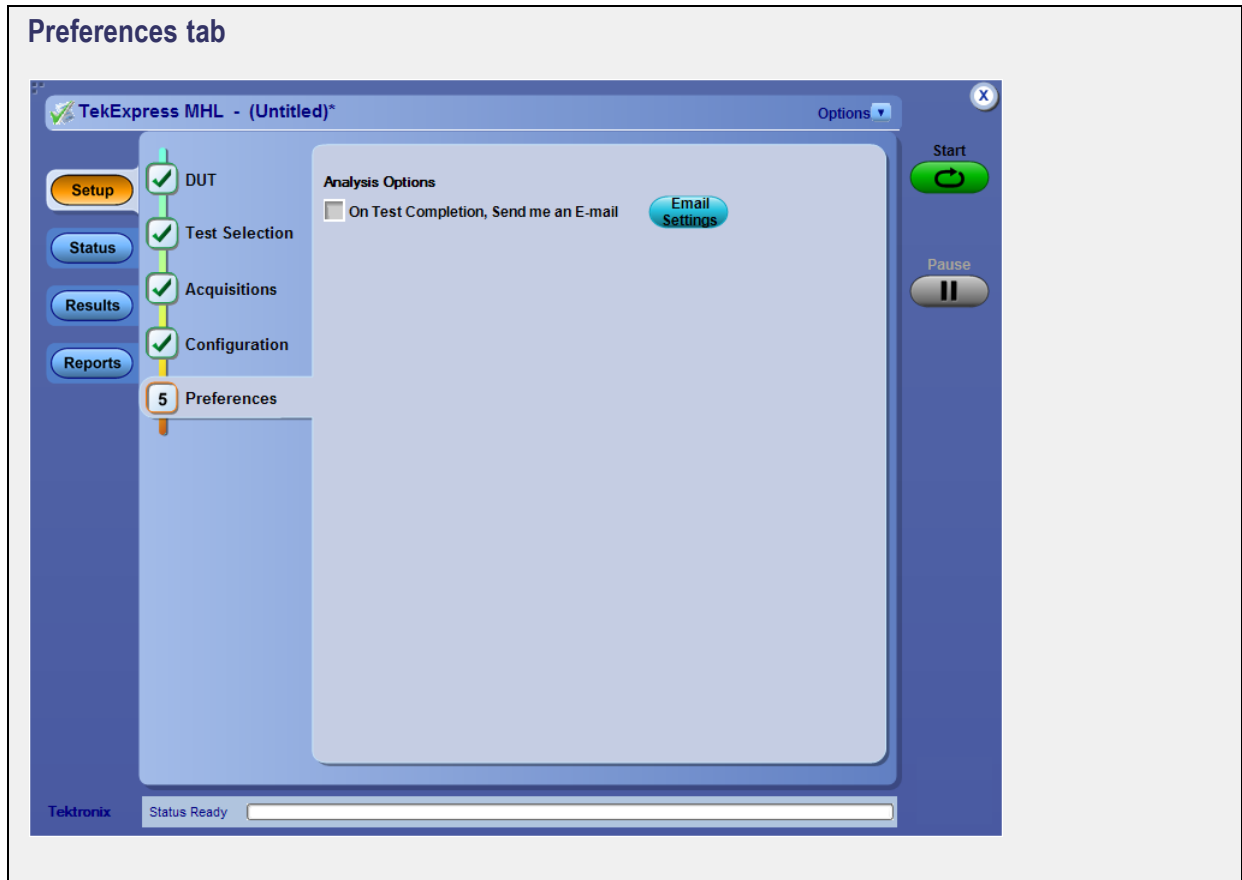 Preferences tab
TekExpress MHL - (Untitled)*
Options
X
Start
Setup
DUT
Analysis Options
On Test Completion, Send me an E-mail
Email
Settings
Status
Test Selection
Pause
Results
Acquisitions
Reports
Configuration
5 Preferences
Tektronix
Status Ready